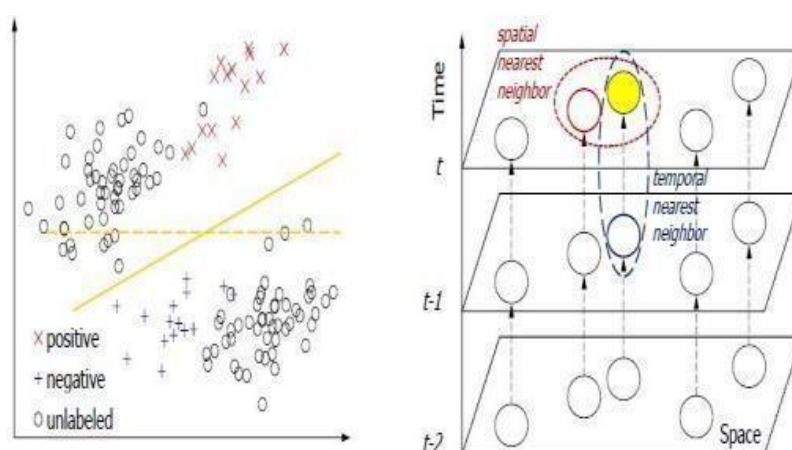 positive
negative
unlabeled
Time
spatial
nearest
neighbor
t
temporal
nearest
neighbor
t-1
t-2
Space